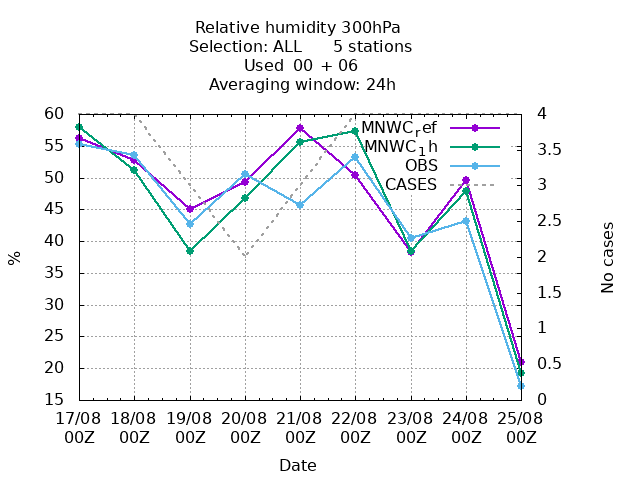 Relative humidity 300hPa
Selection: ALL 5 stations
Used 00 + 06
Averaging window: 24h
60 4
MNWCref
55 3.5
MNWC1h
OBS
50 3
CASES
45 2.5
40 2
% No cases
35
30 1.5
25 1
20 0.5
15 0
17/08 18/08 19/08 20/08 21/08 22/08 23/08 24/08 25/08
00Z 00Z 00Z 00Z 00Z 00Z 00Z 00Z 00Z
Date